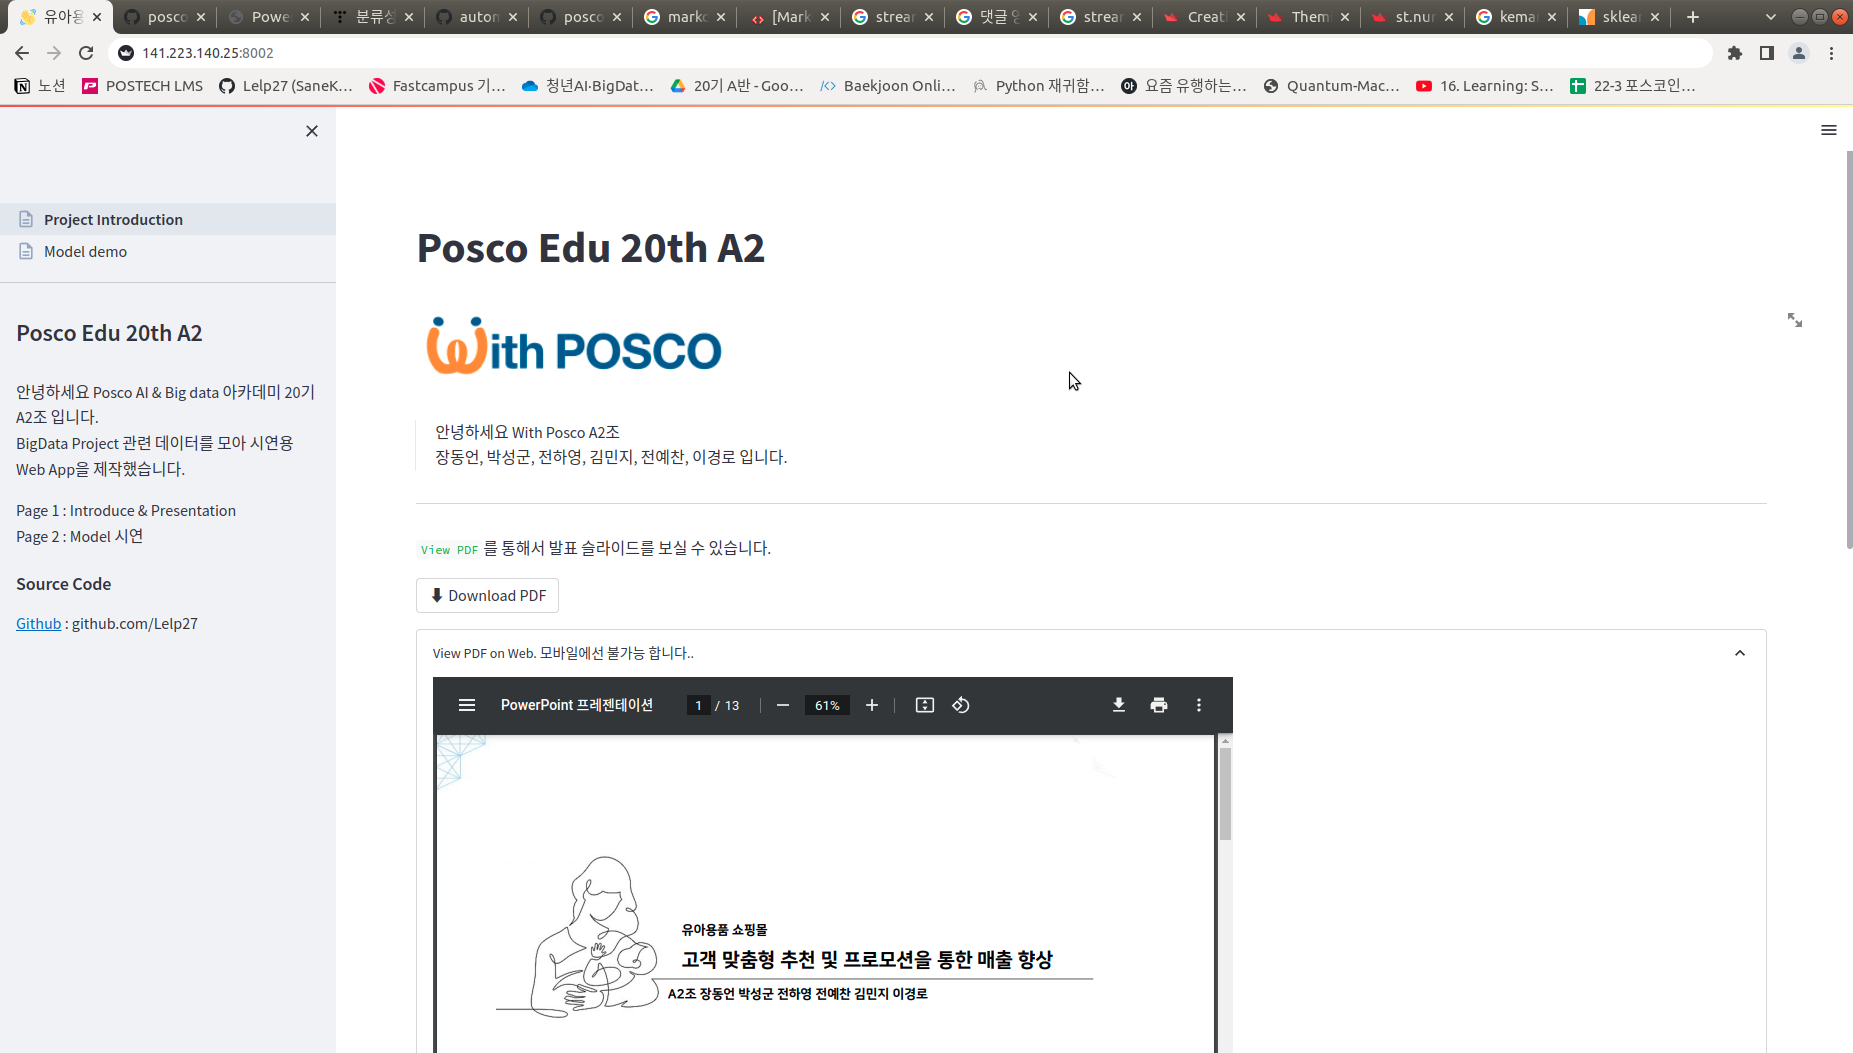 유아용
posco
Powe
분류성
auton
posco
marko
[Mark
strear
댓글 영
strear
Creati
Themi
st.nur
kemar
sklear
141.223.140.25:8002
노션
POSTECH LMS
Lelp27 (SaneK...
Fastcampus 기...
청년AI·BigDat...
20기 A반 - Goo...
Baekjoon Onli...
Python 재귀함...
요즘 유행하는...
Quantum-Mac...
16. Learning: S...
22-3 포스코인...
Project Introduction
Model demo
Posco Edu 20th A2
안녕하세요 Posco AI & Big data 아카데미 20기
A2조 입니다.
BigData Project 관련 데이터를 모아 시연용
Web App을 제작했습니다.
Page 1 : Introduce & Presentation
Page 2 : Model 시연
Source Code
Github : github.com/Lelp27
Posco Edu 20th A2
With POSCO
안녕하세요 With Posco A2조
장동언, 박성군, 전하영, 김민지, 전예찬, 이경로 입니다.
View PDF 를 통해서 발표 슬라이드를 보실 수 있습니다.
⬇ Download PDF
View PDF on Web. 모바일에선 불가능 합니다..
PowerPoint 프레젠테이션 1 / 13 61%
유아용품 쇼핑몰
고객 맞춤형 추천 및 프로모션을 통한 매출 향상
A2조 장동언 박성군 전하영 전예찬 김민지 이경로